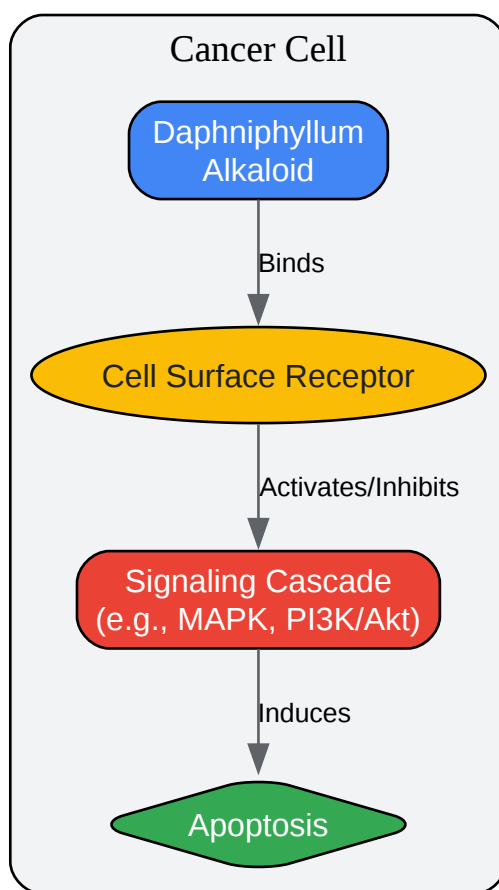 Cancer Cell
Daphniphyllum
Alkaloid
Binds
Cell Surface Receptor
Activates/Inhibits
Signaling Cascade
(e.g., MAPK, PI3K/Akt)
Induces
Apoptosis